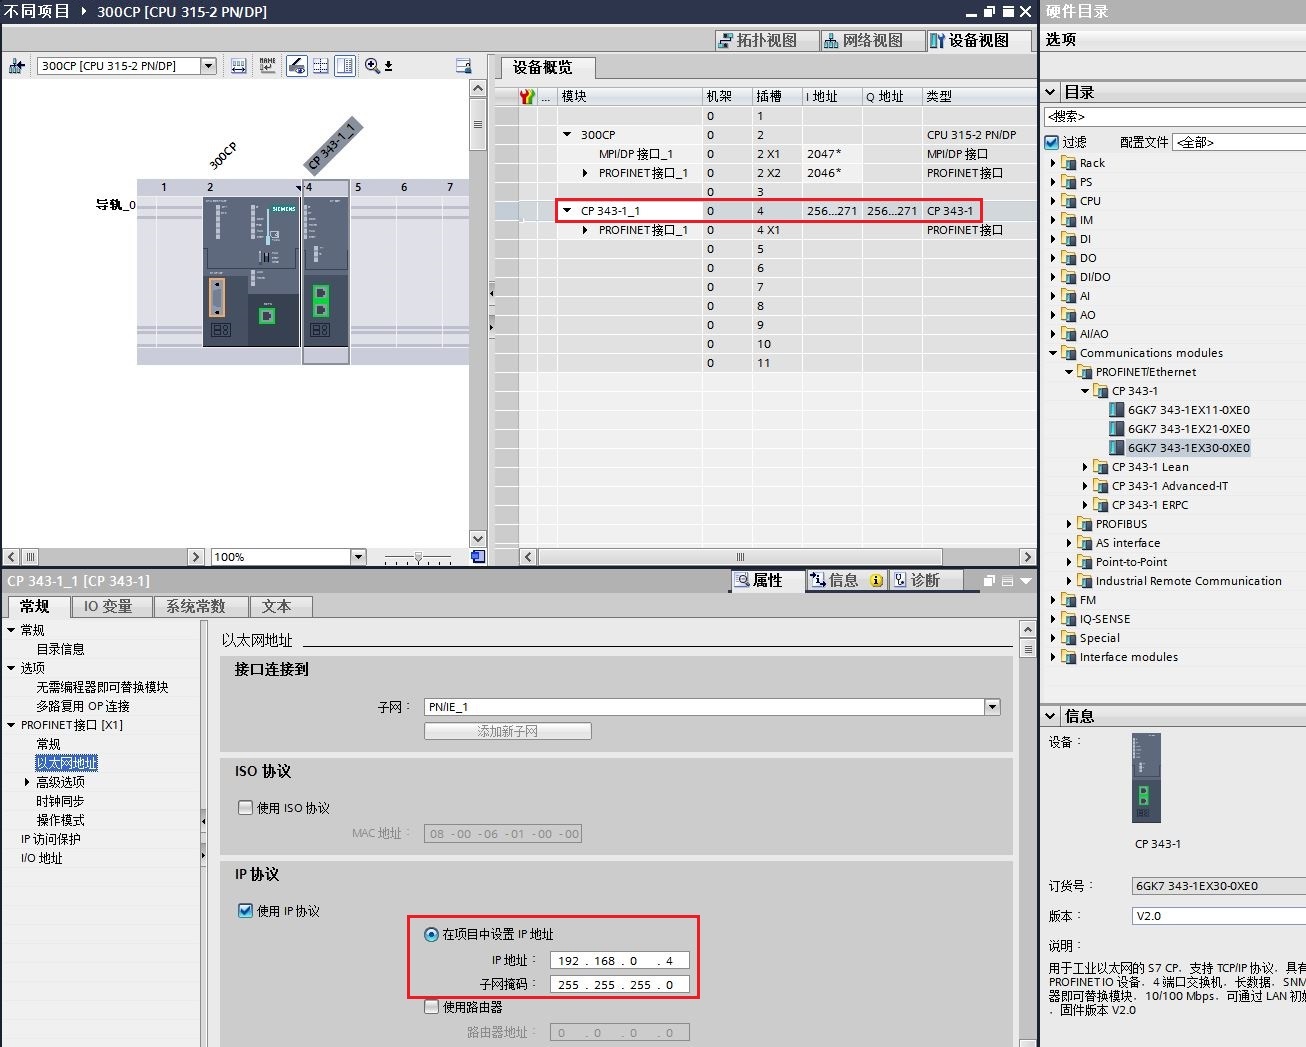 不同项目 ▸ 300CP [CPU 315-2 PN/DP]
拓扑视图
网络视图
设备视图
300CP [CPU 315-2 PN/DP]
300CP
CP 343-1_1
1 2 4 5 6 7
导轨_0
SIEMENS
100%
设备概览
... 模块 机架 插槽 I 地址 Q 地址 类型
0 1
300CP 0 2 CPU 315-2 PN/DP
MPI/DP 接口_1 0 2 X1 2047* MPI/DP 接口
PROFINET接口_1 0 2 X2 2046* PROFINET接口
0 3
CP 343-1_1 0 4 256...271 256...271 CP 343-1
PROFINET接口_1 0 4 X1 PROFINET接口
0 5
0 6
0 7
0 8
0 9
0 10
0 11
CP 343-1_1 [CP 343-1]
属性
信息
诊断
常规
IO 变量
系统常数
文本
常规
目录信息
选项
无需编程器即可替换模块
多路复用 OP 连接
PROFINET接口 [X1]
常规
以太网地址
高级选项
时钟同步
操作模式
IP 访问保护
I/O 地址
以太网地址
接口连接到
子网： PN/IE_1
添加新子网
ISO 协议
使用 ISO 协议
MAC 地址： 08 -00 -06 -01 -00 -00
IP 协议
使用 IP 协议
在项目中设置 IP 地址
IP 地址： 192 . 168 . 0 . 4
子网掩码： 255 . 255 . 255 . 0
使用路由器
路由器地址： 0 . 0 . 0 . 0
硬件目录
选项
目录
<搜索>
过滤 配置文件 <全部>
Rack
PS
CPU
IM
DI
DO
DI/DO
AI
AO
AI/AO
Communications modules
PROFINET/Ethernet
CP 343-1
6GK7 343-1EX11-0XE0
6GK7 343-1EX21-0XE0
6GK7 343-1EX30-0XE0
CP 343-1 Lean
CP 343-1 Advanced-IT
CP 343-1 ERPC
PROFIBUS
AS interface
Point-to-Point
Industrial Remote Communication
FM
IQ-SENSE
Special
Interface modules
信息
设备：
CP 343-1
订货号： 6GK7 343-1EX30-0XE0
版本： V2.0
说明：
用于工业以太网的 S7 CP，支持 TCP/IP 协议，具有
PROFINET IO 设备，4 端口交换机，长数据，SNM
器即可替换模块，10/100 Mbps，可通过 LAN 初始
，固件版本 V2.0